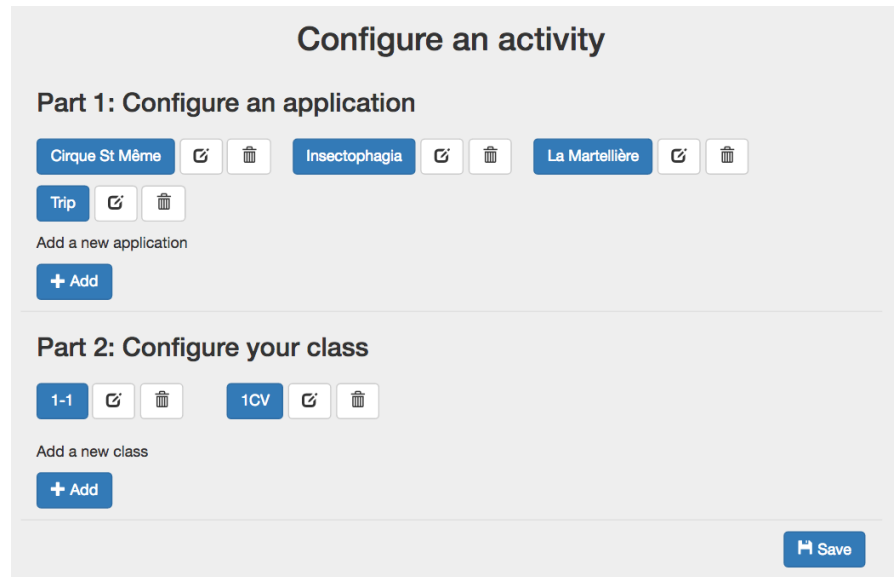 Configure an activity
Part 1: Configure an application
Cirque St Même Insectophagia La Martellière
Trip
Add a new application
Add
Part 2: Configure your class
1-1 1CV
Add a new class
Add
Save